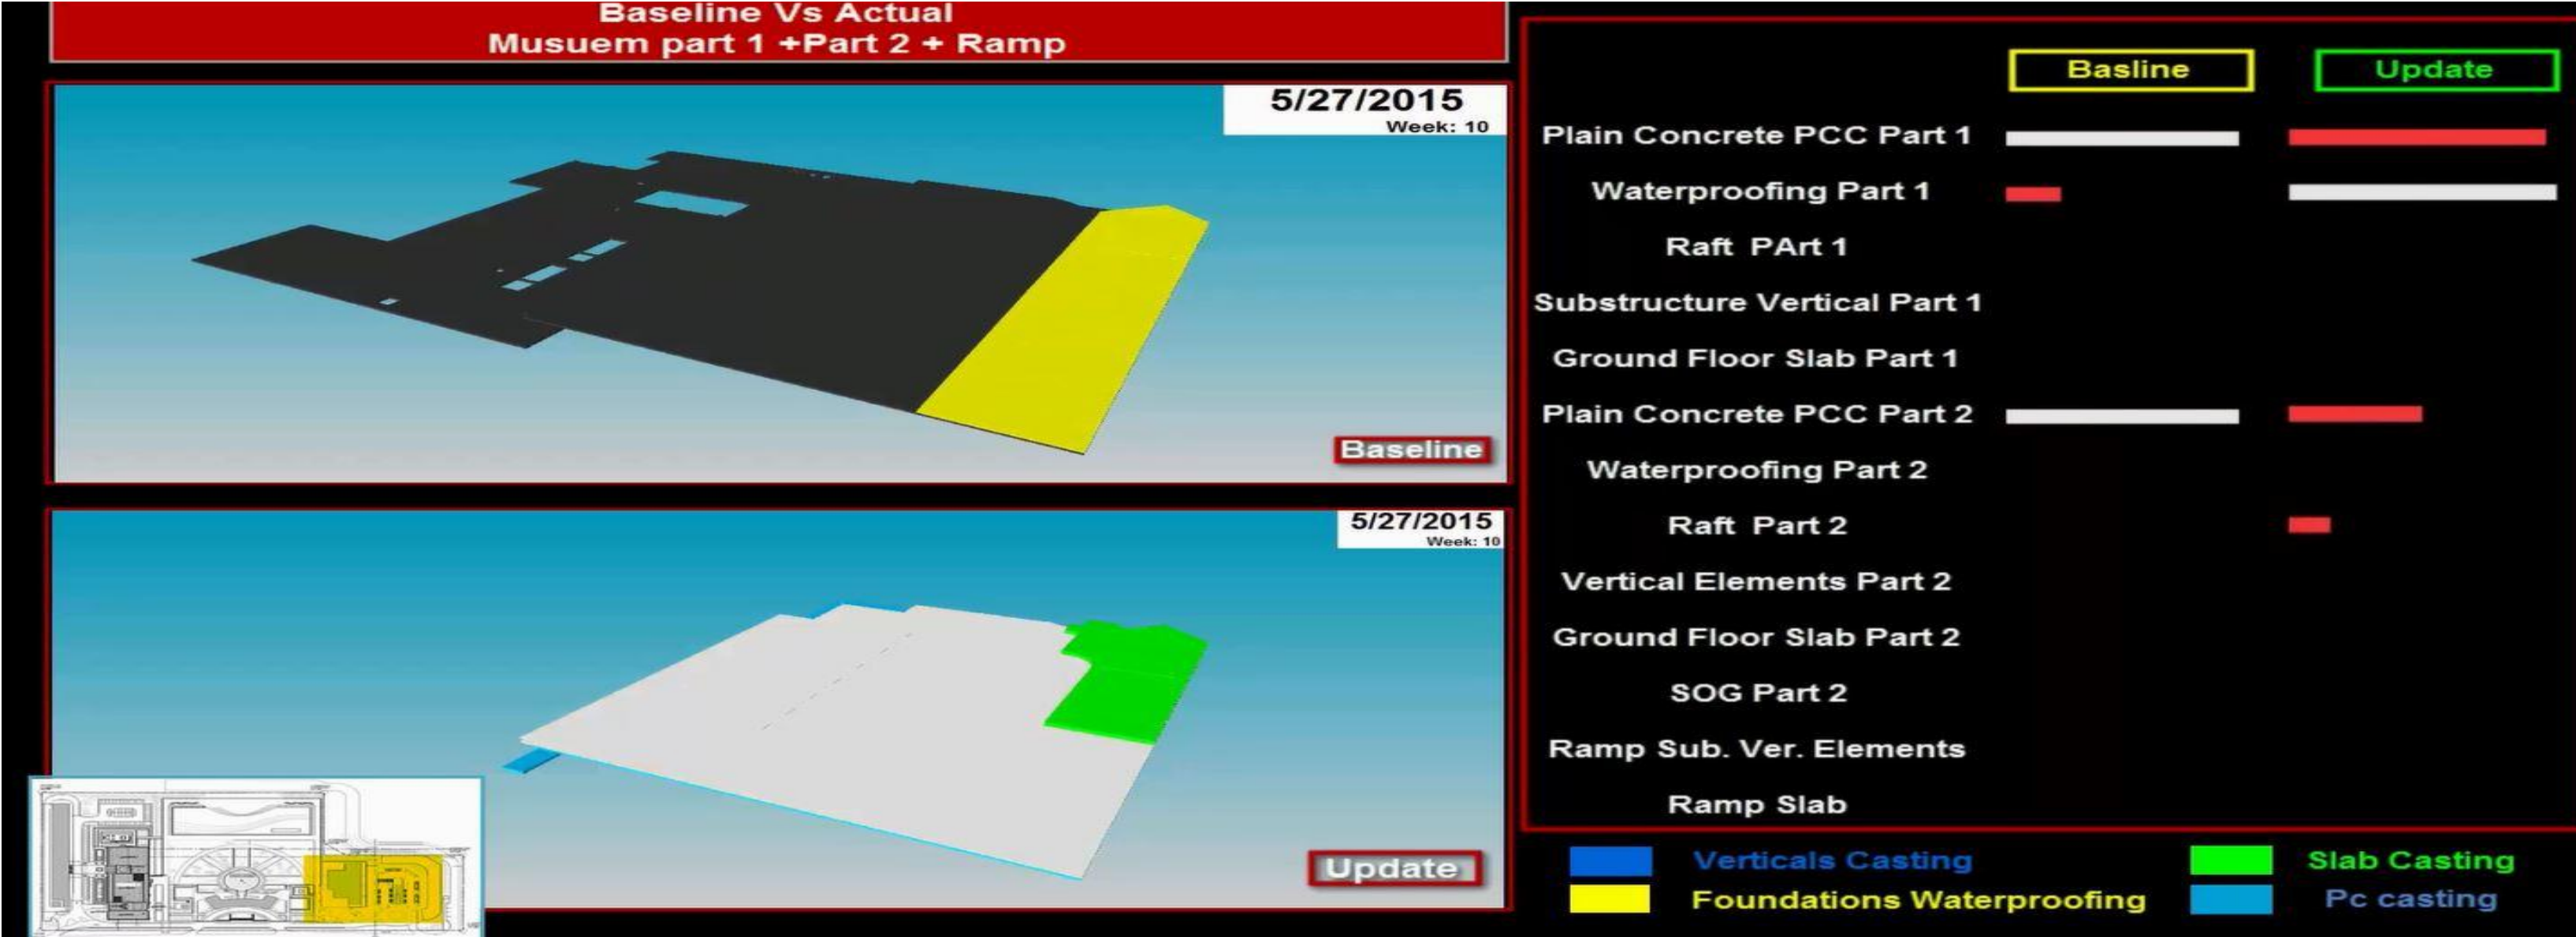 Baseline Vs Actual
Musuem part 1 +Part 2 + Ramp
5/27/2015
Week: 10
Baseline
5/27/2015
Week: 10
Update
Basline
Update
Plain Concrete PCC Part 1
Waterproofing Part 1
Raft PArt 1
Substructure Vertical Part 1
Ground Floor Slab Part 1
Plain Concrete PCC Part 2
Waterproofing Part 2
Raft Part 2
Vertical Elements Part 2
Ground Floor Slab Part 2
SOG Part 2
Ramp Sub. Ver. Elements
Ramp Slab
Verticals Casting
Slab Casting
Foundations Waterproofing
Pc casting